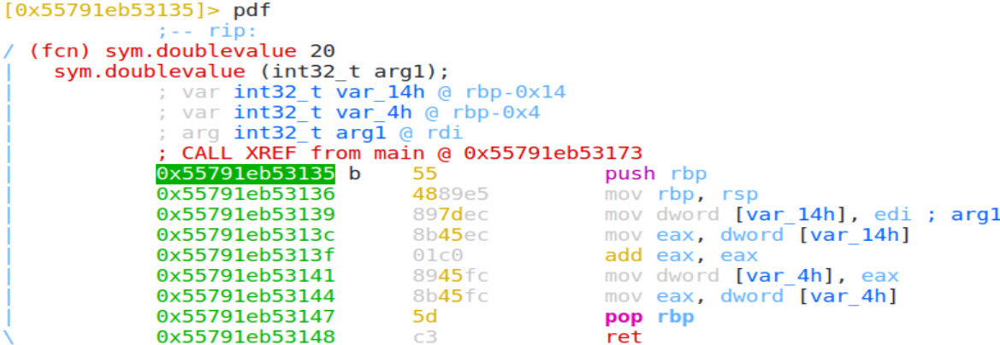 [0x55791eb53135]> pdf
;-- rip:
/ (fcn) sym.doublevalue 20
| sym.doublevalue (int32_t arg1);
| ; var int32_t var_14h @ rbp-0x14
| ; var int32_t var_4h @ rbp-0x4
| ; arg int32_t arg1 @ rdi
| ; CALL XREF from main @ 0x55791eb53173
| 0x55791eb53135 b 55 push rbp
| 0x55791eb53136 4889e5 mov rbp, rsp
| 0x55791eb53139 897dec mov dword [var_14h], edi ; arg1
| 0x55791eb5313c 8b45ec mov eax, dword [var_14h]
| 0x55791eb5313f 01c0 add eax, eax
| 0x55791eb53141 8945fc mov dword [var_4h], eax
| 0x55791eb53144 8b45fc mov eax, dword [var_4h]
| 0x55791eb53147 5d pop rbp
\ 0x55791eb53148 c3 ret